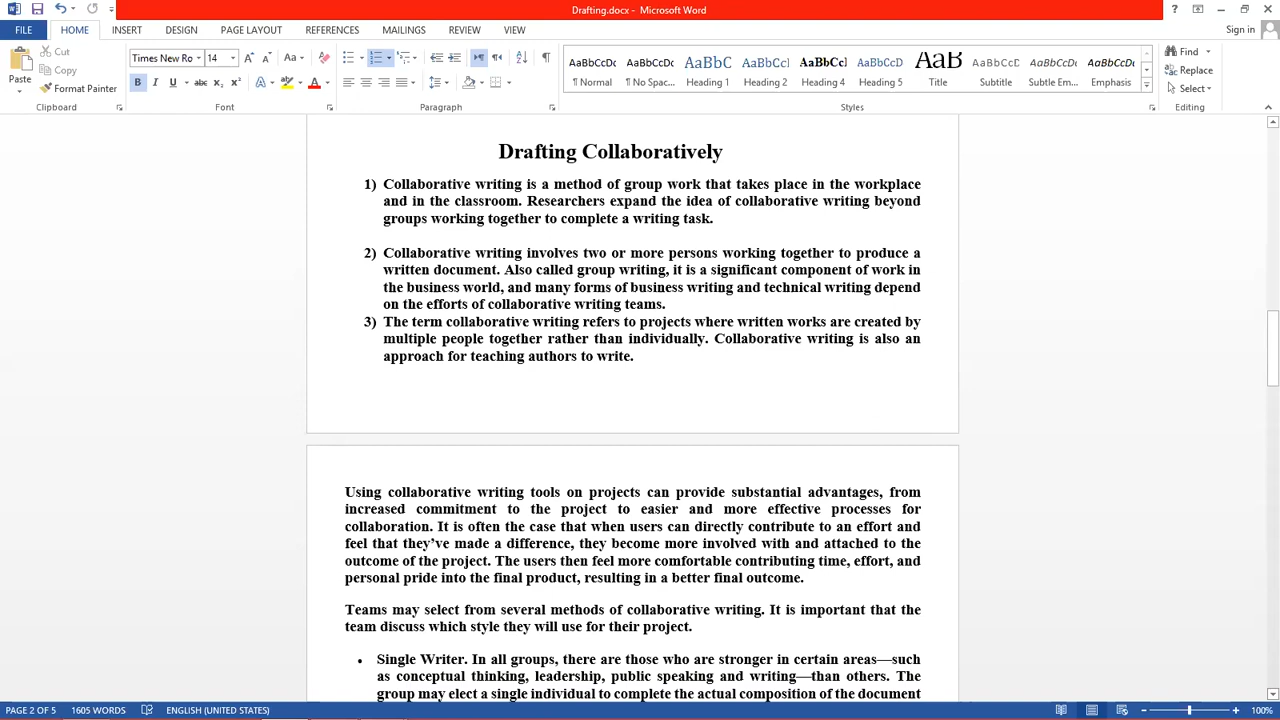 Drafting.docx - Microsoft Word
FILE HOME INSERT DESIGN PAGE LAYOUT REFERENCES MAILINGS REVIEW VIEW Sign in
Paste
Cut
Copy
Format Painter
Clipboard
Times New Ro 14
Font
Paragraph
AaBbCcDc AaBbCcDc AaBbC AaBbCc AaBbCc AaBbCcD AaB AaBbCcD AaBbCcDc AaBbCcDc
¶ Normal ¶ No Spac... Heading 1 Heading 2 Heading 4 Heading 5 Title Subtitle Subtle Em... Emphasis
Styles
Find
Replace
Select
Editing
Drafting Collaboratively
1) Collaborative writing is a method of group work that takes place in the workplace
and in the classroom. Researchers expand the idea of collaborative writing beyond
groups working together to complete a writing task.
2) Collaborative writing involves two or more persons working together to produce a
written document. Also called group writing, it is a significant component of work in
the business world, and many forms of business writing and technical writing depend
on the efforts of collaborative writing teams.
3) The term collaborative writing refers to projects where written works are created by
multiple people together rather than individually. Collaborative writing is also an
approach for teaching authors to write.
Using collaborative writing tools on projects can provide substantial advantages, from
increased commitment to the project to easier and more effective processes for
collaboration. It is often the case that when users can directly contribute to an effort and
feel that they’ve made a difference, they become more involved with and attached to the
outcome of the project. The users then feel more comfortable contributing time, effort, and
personal pride into the final product, resulting in a better final outcome.
Teams may select from several methods of collaborative writing. It is important that the
team discuss which style they will use for their project.
• Single Writer. In all groups, there are those who are stronger in certain areas—such
as conceptual thinking, leadership, public speaking and writing—than others. The
group may elect a single individual to complete the actual composition of the document
PAGE 2 OF 5 1605 WORDS ENGLISH (UNITED STATES) 100%